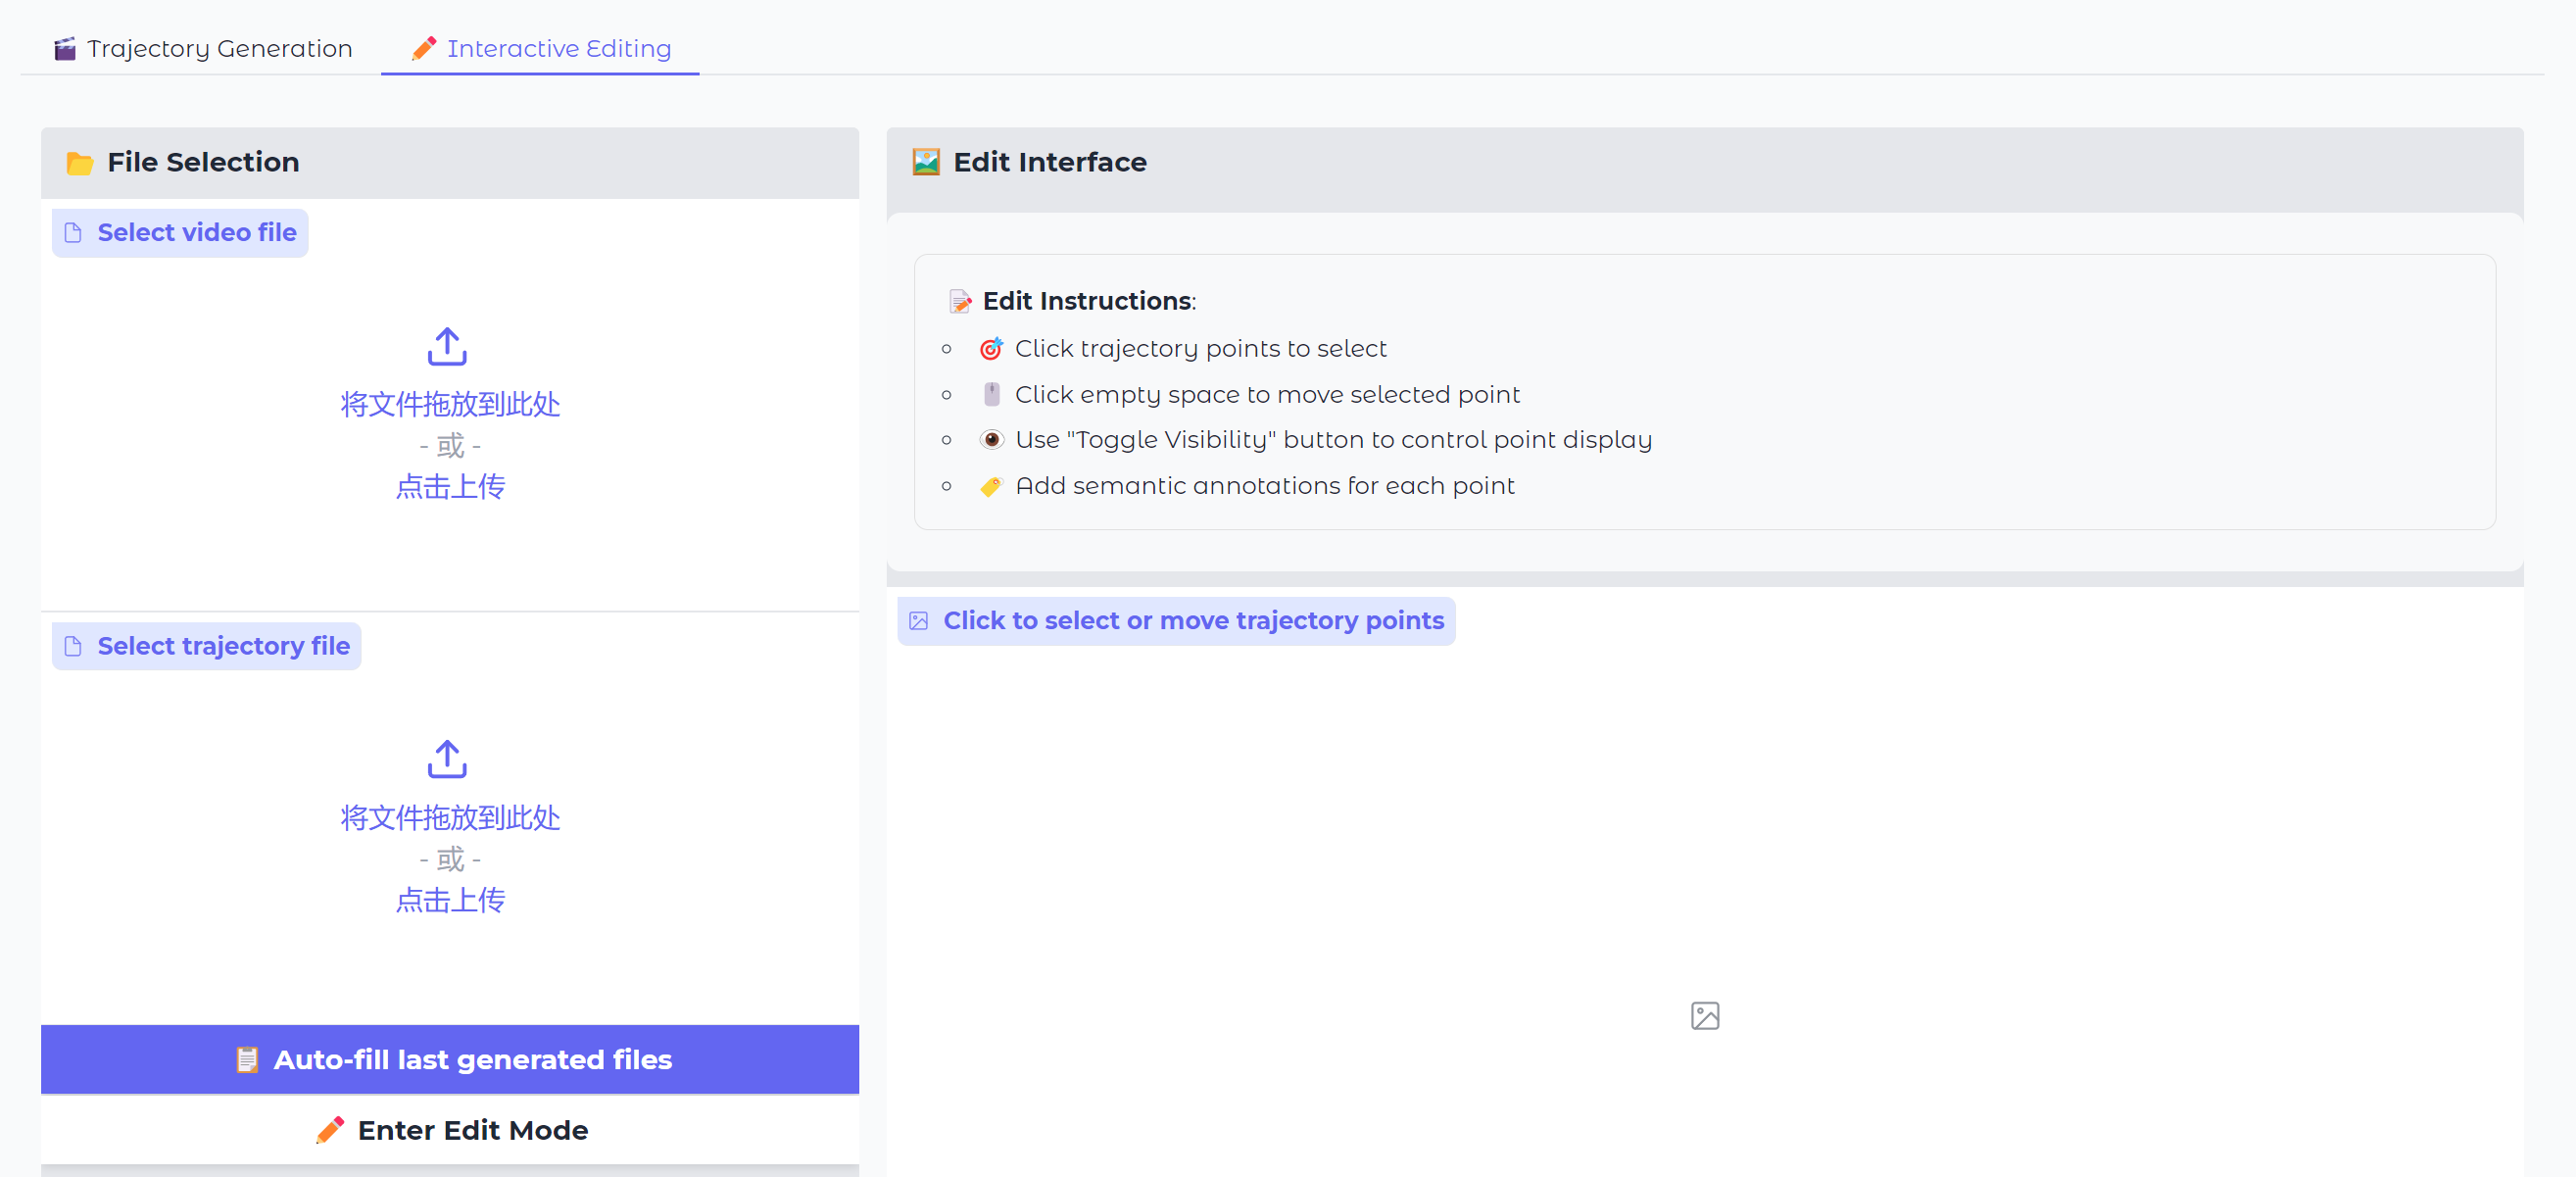 Trajectory Generation
Interactive Editing
File Selection
Select video file
将文件拖放到此处
- 或 -
点击上传
Select trajectory file
将文件拖放到此处
- 或 -
点击上传
Auto-fill last generated files
Enter Edit Mode
Edit Interface
Edit Instructions:
Click trajectory points to select
Click empty space to move selected point
Use "Toggle Visibility" button to control point display
Add semantic annotations for each point
Click to select or move trajectory points